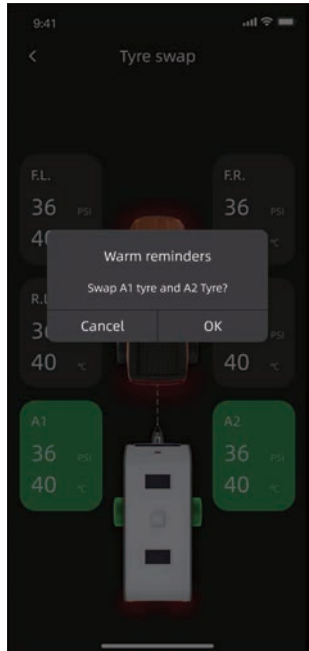 9:41
Tyre swap
F.L.
F.R.
36 PSI
36 PSI
Warm reminders
Swap A1 tyre and A2 Tyre?
Cancel
OK
R.L
PSI
40 ℃
40 ℃
A1
A2
36 PSI
36 PSI
40 ℃
40 ℃